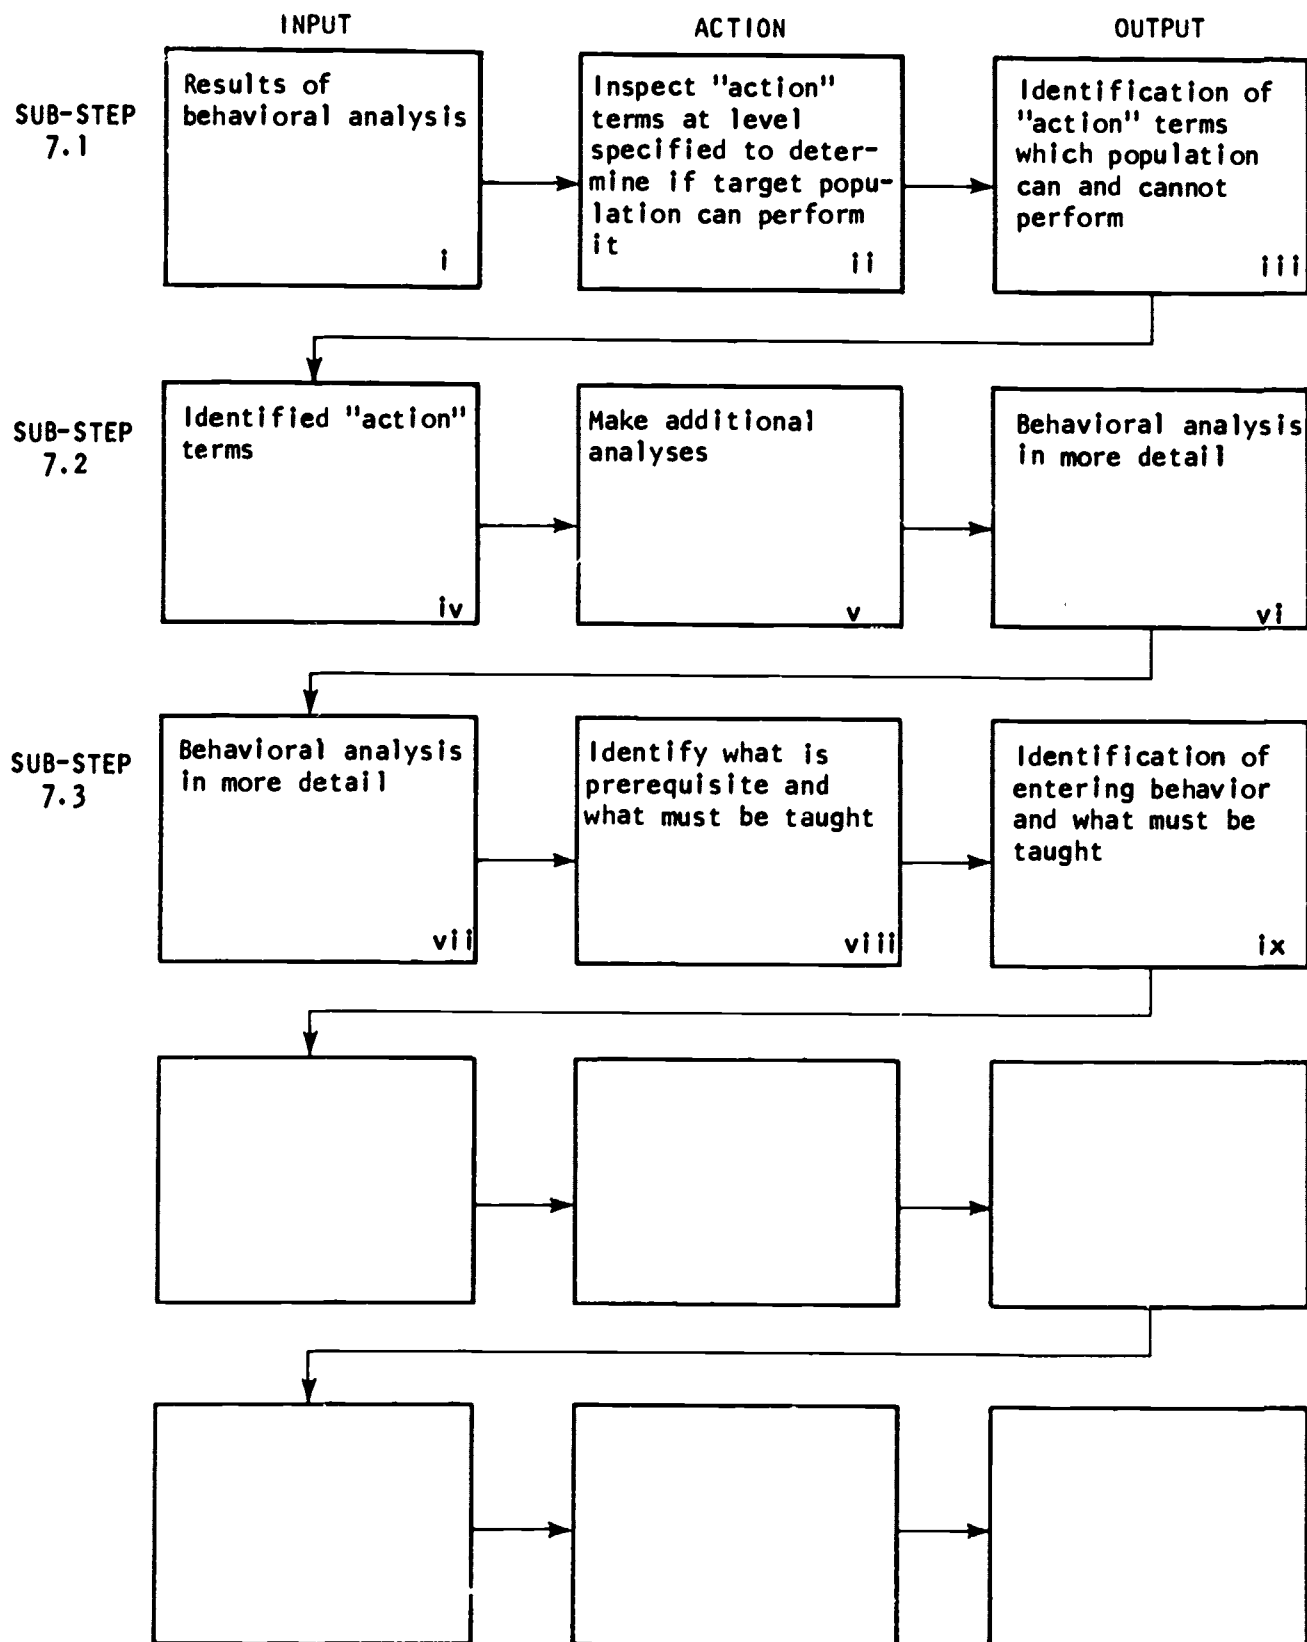 INPUT
ACTION
OUTPUT
SUB-STEP
7.1
Results of
behavioral analysis
i
Inspect "action"
terms at level
specified to deter-
mine if target popu-
lation can perform
it
ii
Identification of
"action" terms
which population
can and cannot
perform
iii
SUB-STEP
7.2
Identified "action"
terms
iv
Make additional
analyses
v
Behavioral analysis
in more detail
vi
SUB-STEP
7.3
Behavioral analysis
in more detail
vii
Identify what is
prerequisite and
what must be taught
viii
Identification of
entering behavior
and what must be
taught
ix